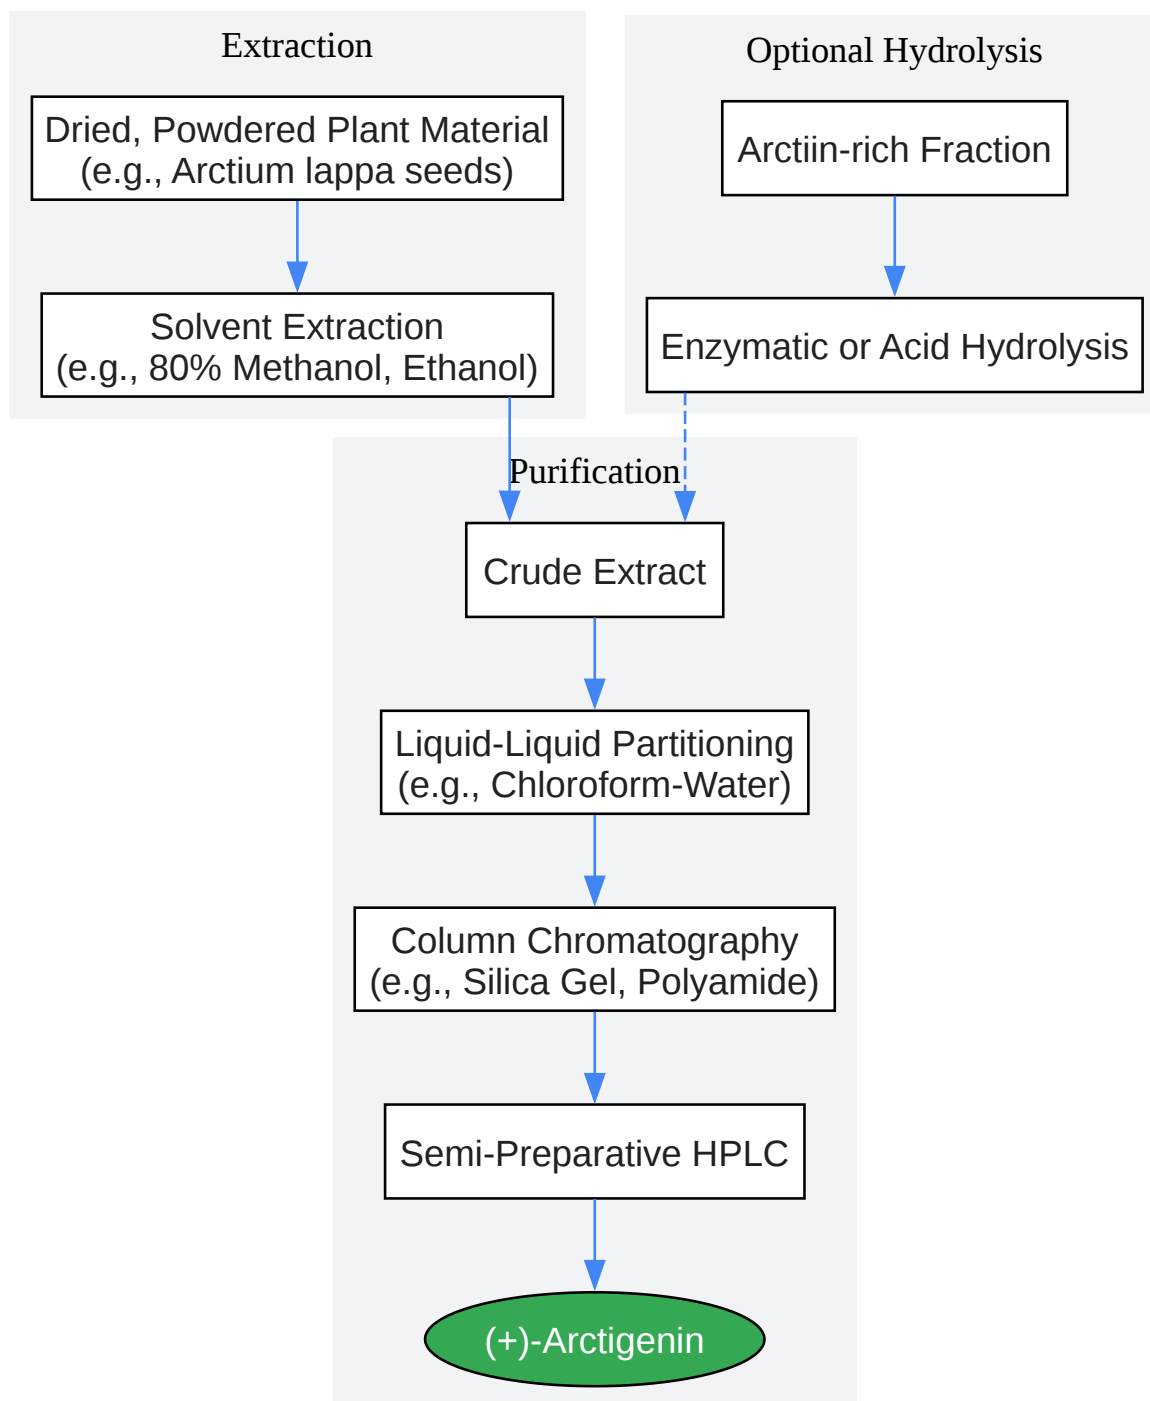 Extraction
Dried, Powdered Plant Material
(e.g., Arctium lappa seeds)
Solvent Extraction
(e.g., 80% Methanol, Ethanol)
Optional Hydrolysis
Arctiin-rich Fraction
Enzymatic or Acid Hydrolysis
Purification
Crude Extract
Liquid-Liquid Partitioning
(e.g., Chloroform-Water)
Column Chromatography
(e.g., Silica Gel, Polyamide)
Semi-Preparative HPLC
(+)-Arctigenin